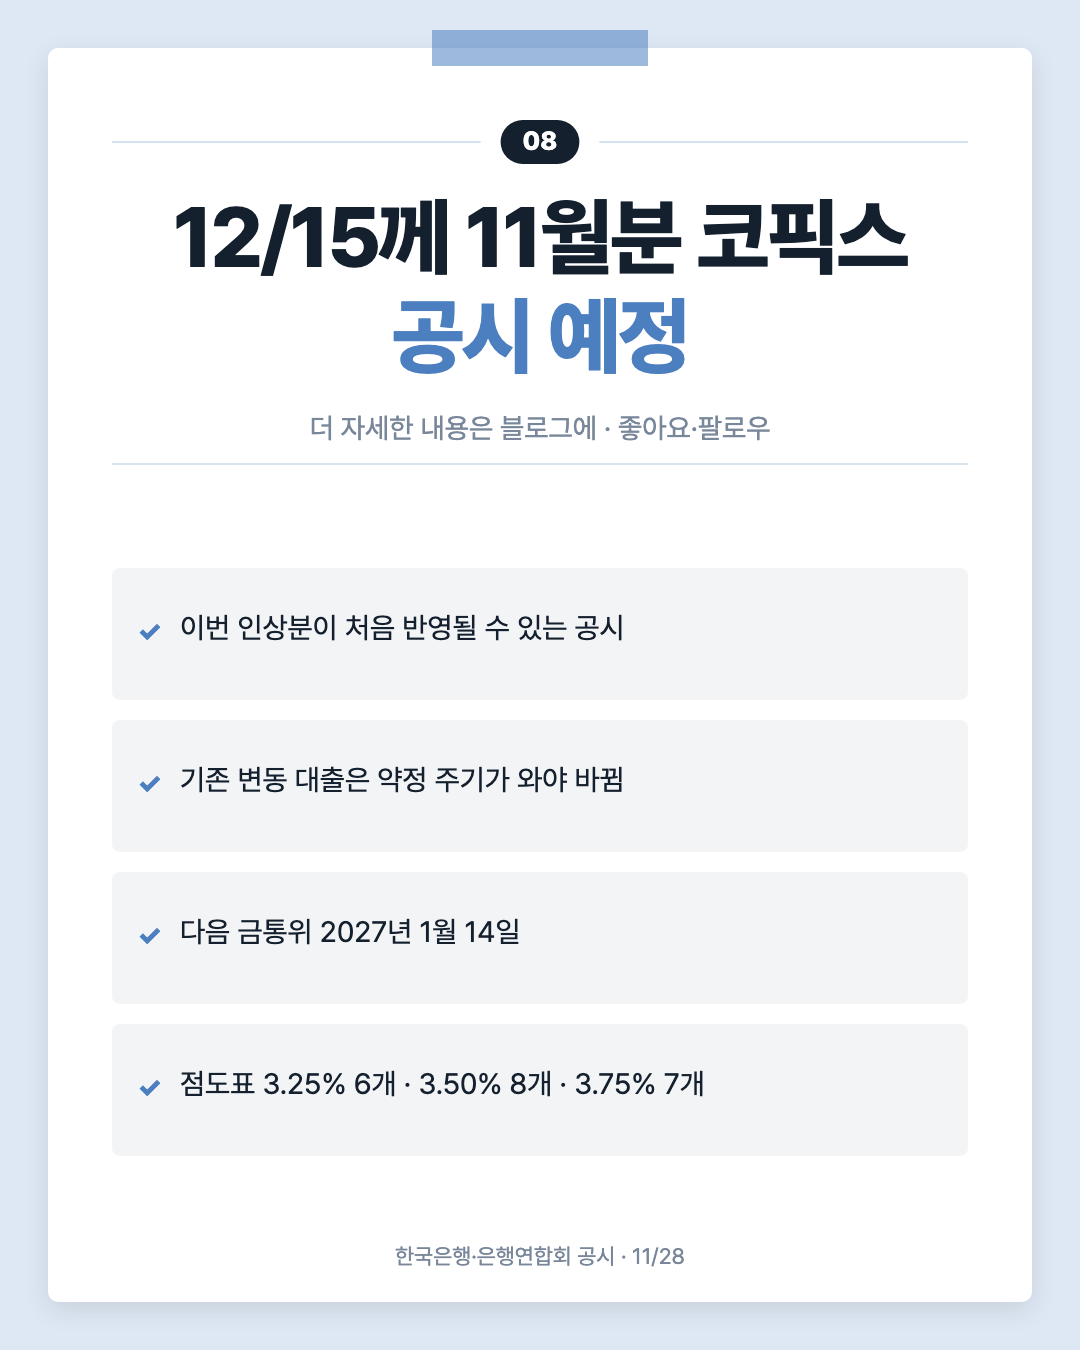 08
12/15께 11월분 코픽스
공시 예정
더 자세한 내용은 블로그에 · 좋아요·팔로우
이번 인상분이 처음 반영될 수 있는 공시
기존 변동 대출은 약정 주기가 와야 바뀜
다음 금통위 2027년 1월 14일
점도표 3.25% 6개 · 3.50% 8개 · 3.75% 7개
한국은행·은행연합회 공시 · 11/28